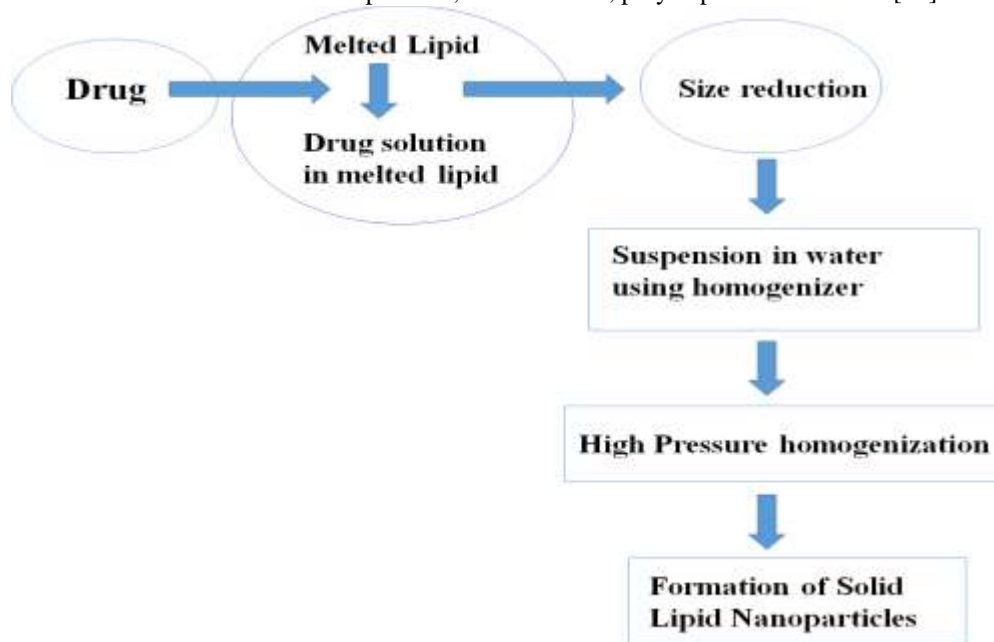 Drug
Melted Lipid
Drug solution
in melted lipid
Size reduction
Suspension in water
using homogenizer
High Pressure homogenization
Formation of Solid
Lipid Nanoparticles